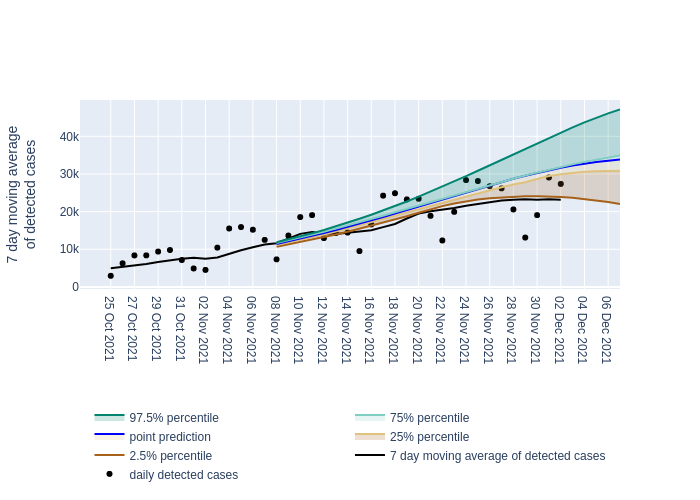 7 day moving average
of detected cases
40k
30k
20k
10k
0
25 Oct 2021
27 Oct 2021
29 Oct 2021
31 Oct 2021
02 Nov 2021
04 Nov 2021
06 Nov 2021
08 Nov 2021
10 Nov 2021
12 Nov 2021
14 Nov 2021
16 Nov 2021
18 Nov 2021
20 Nov 2021
22 Nov 2021
24 Nov 2021
26 Nov 2021
28 Nov 2021
30 Nov 2021
02 Dec 2021
04 Dec 2021
06 Dec 2021
97.5% percentile
75% percentile
point prediction
25% percentile
2.5% percentile
7 day moving average of detected cases
daily detected cases